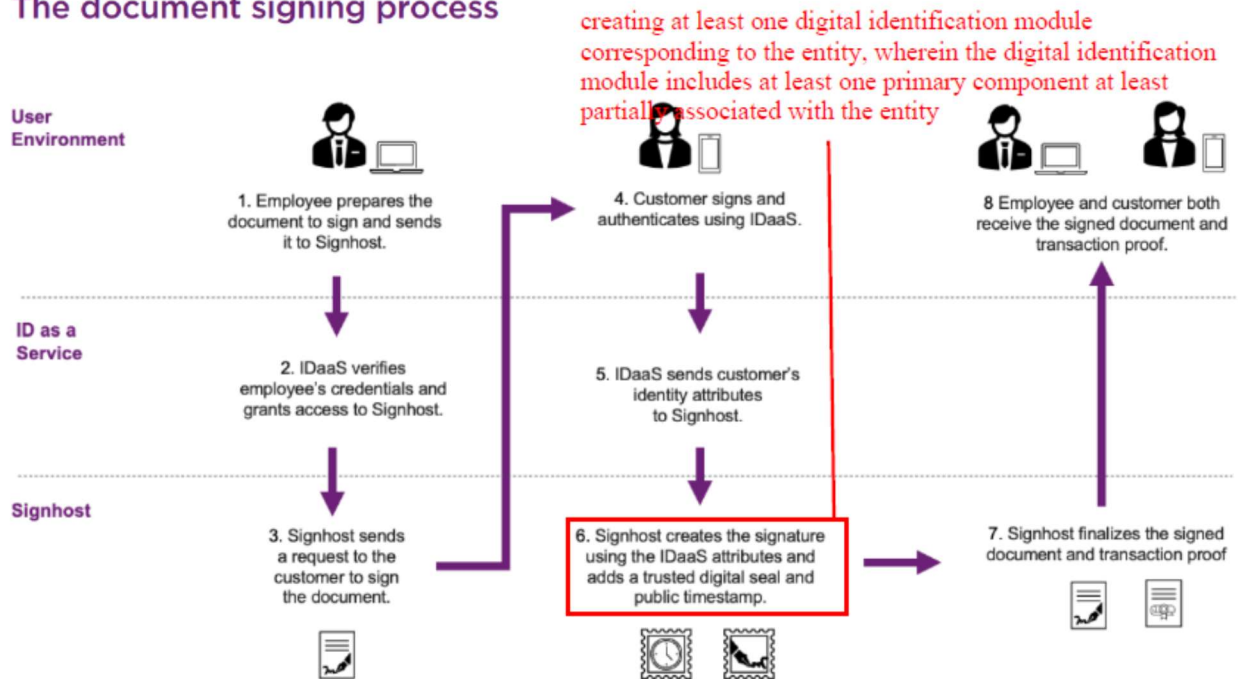 The document signing process
creating at least one digital identification module
corresponding to the entity, wherein the digital identification
module includes at least one primary component at least
partially associated with the entity
User
Environment
1. Employee prepares the
document to sign and sends
it to Signhost.
4. Customer signs and
authenticates using IDaaS.
8 Employee and customer both
receive the signed document and
transaction proof.
ID as a
Service
2. IDaaS verifies
employee's credentials and
grants access to Signhost.
5. IDaaS sends customer's
identity attributes
to Signhost.
Signhost
3. Signhost sends
a request to the
customer to sign
the document.
6. Signhost creates the signature
using the IDaaS attributes and
adds a trusted digital seal and
public timestamp.
7. Signhost finalizes the signed
document and transaction proof